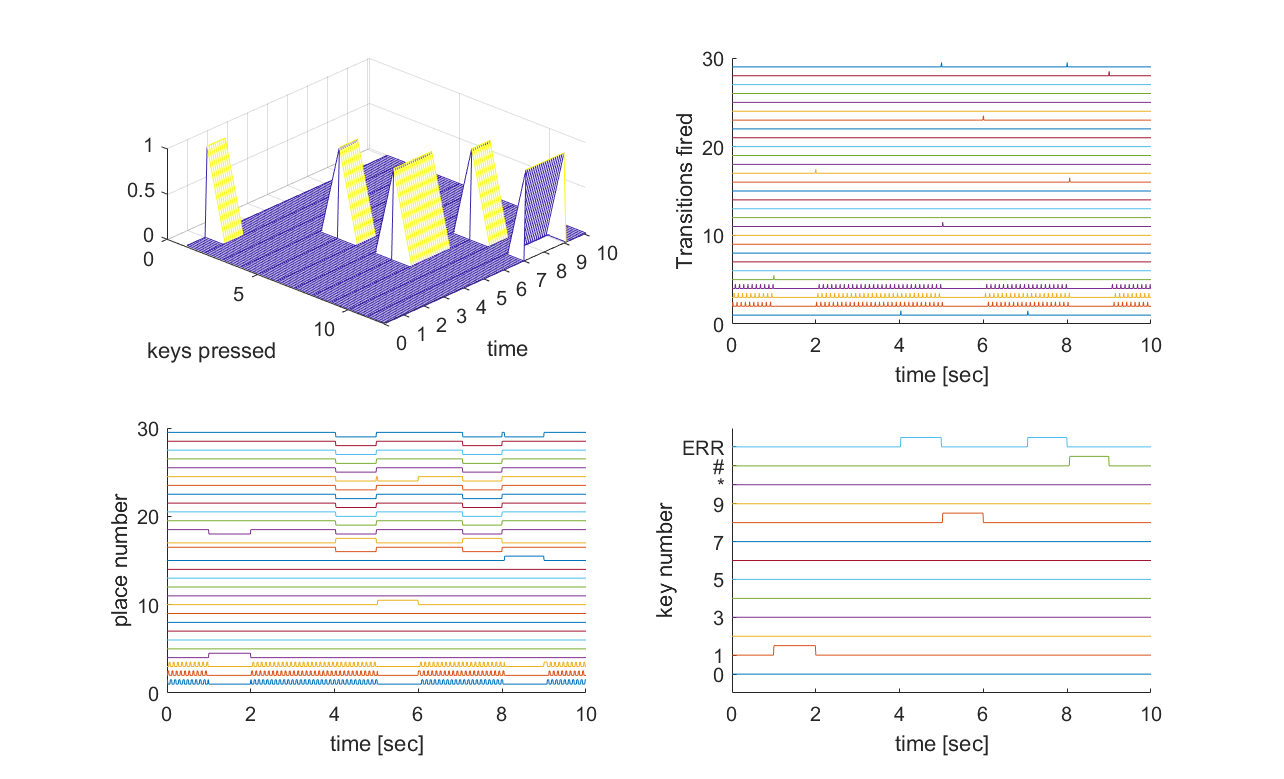 1
0.5
0
0
5
10
keys pressed
0 1 2 3 4 5 6 7 8 9 10
time
30
20
10
0
Transitions fired
0 2 4 6 8 10
time [sec]
30
20
10
0
place number
0 2 4 6 8 10
time [sec]
ERR
#
*
9
7
5
3
1
0
key number
0 2 4 6 8 10
time [sec]